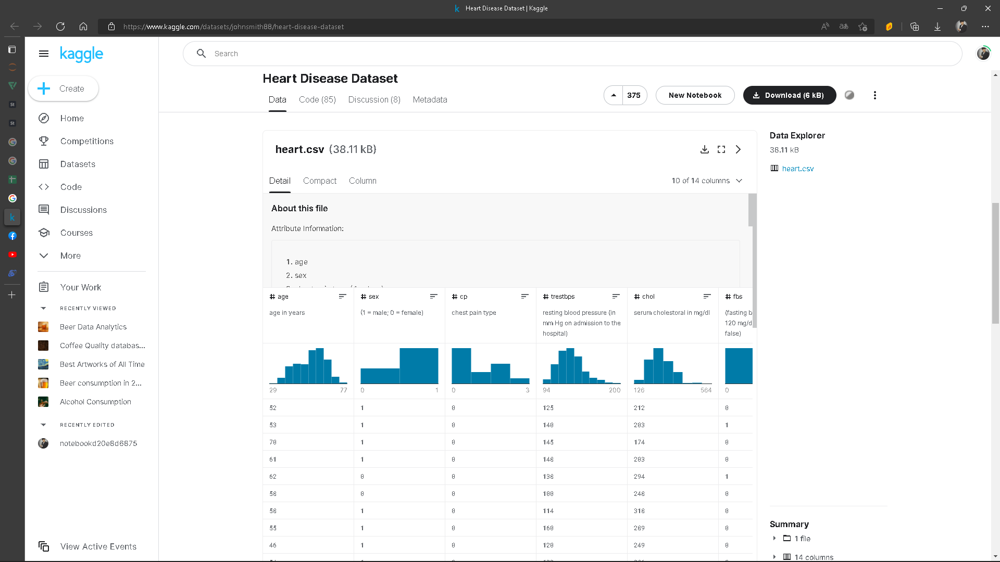 Heart Disease Dataset | Kaggle
https://www.kaggle.com/datasets/johnsmith88/heart-disease-dataset
kaggle
Search
Create
Home
Competitions
Datasets
Code
Discussions
Courses
More
Your Work
RECENTLY VIEWED
Beer Data Analytics
Coffee Quality databas...
Best Artworks of All Time
Beer consumption in 2...
Alcohol Consumption
RECENTLY EDITED
notebookd20e8d6875
View Active Events
Heart Disease Dataset
Data Code (85) Discussion (8) Metadata
375
New Notebook
Download (6 kB)
heart.csv (38.11 kB)
Detail Compact Column
10 of 14 columns
About this file
Attribute Information:
1. age
2. sex
# age # sex # cp # trestbps # chol # fbs
age in years
(1 = male; 0 = female)
chest pain type
resting blood pressure (in
mm Hg on admission to the
hospital)
serum cholestoral in mg/dl
(fasting b
120 mg/d
false)
29 77 0 1 0 3 94 200 126 564 0
52 1 0 125 212 0
53 1 0 140 203 1
70 1 0 145 174 0
61 1 0 148 203 0
62 0 0 138 294 1
58 0 0 100 248 0
58 1 0 114 318 0
55 1 0 160 289 0
46 1 0 120 249 0
Data Explorer
38.11 kB
heart.csv
Summary
1 file
14 columns